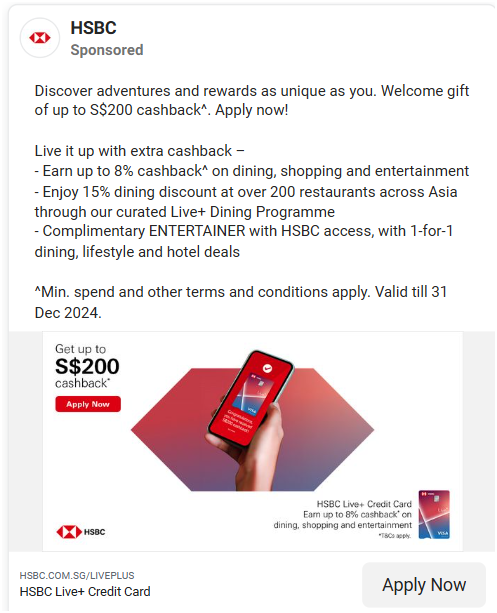 HSBC
Sponsored
Discover adventures and rewards as unique as you. Welcome gift
of up to S$200 cashback^. Apply now!
Live it up with extra cashback –
- Earn up to 8% cashback^ on dining, shopping and entertainment
- Enjoy 15% dining discount at over 200 restaurants across Asia
through our curated Live+ Dining Programme
- Complimentary ENTERTAINER with HSBC access, with 1-for-1
dining, lifestyle and hotel deals
^Min. spend and other terms and conditions apply. Valid till 31
Dec 2024.
Get up to
S$200
cashback*
Apply Now
Congratulations
VISA
HSBC Live+ Credit Card
Earn up to 8% cashback* on
dining, shopping and entertainment
*T&Cs apply.
VISA
HSBC
HSBC.COM.SG/LIVEPLUS
HSBC Live+ Credit Card
Apply Now